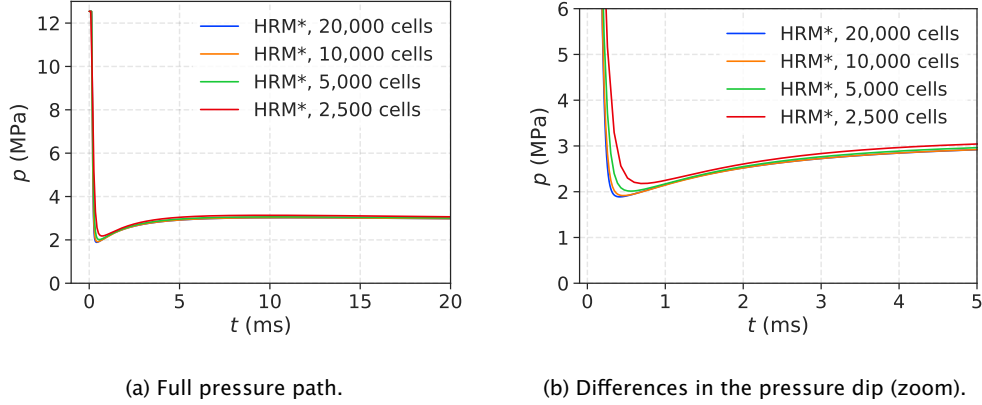 12
10
8
6
4
2
0
p (MPa)
0 5 10 15 20
t (ms)
HRM*, 20,000 cells
HRM*, 10,000 cells
HRM*, 5,000 cells
HRM*, 2,500 cells
(a) Full pressure path.
6
5
4
3
2
1
0
p (MPa)
0 1 2 3 4 5
t (ms)
HRM*, 20,000 cells
HRM*, 10,000 cells
HRM*, 5,000 cells
HRM*, 2,500 cells
(b) Differences in the pressure dip (zoom).